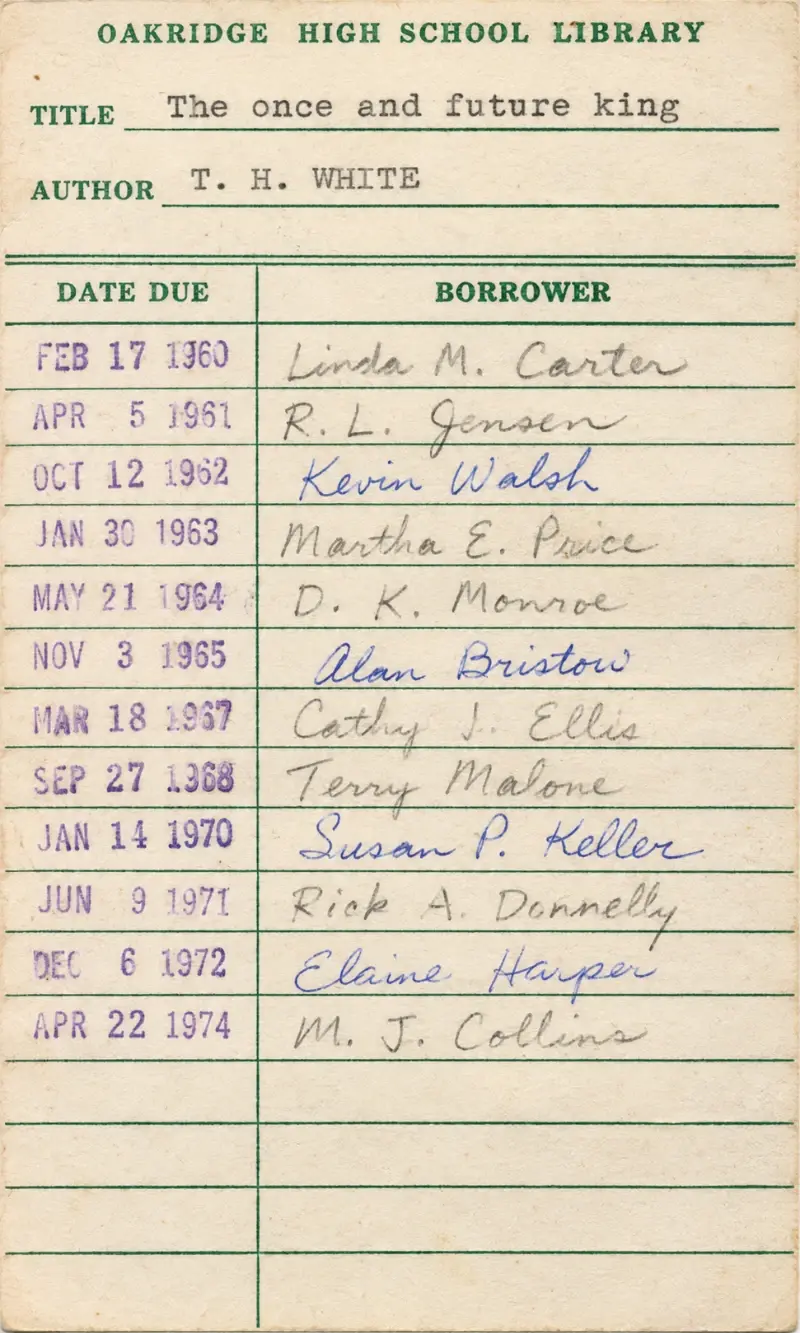 OAKRIDGE HIGH SCHOOL LIBRARY
TITLE The once and future king
AUTHOR T. H. WHITE
DATE DUE BORROWER
FEB 17 1960 Linda M. Carter
APR 5 1961 R. L. Jensen
OCT 12 1962 Kevin Walsh
JAN 30 1963 Martha E. Price
MAY 21 1964 D. K. Monroe
NOV 3 1965 Alan Bristow
MAR 18 1967 Cathy J. Ellis
SEP 27 1968 Terry Malone
JAN 14 1970 Susan P. Keller
JUN 9 1971 Rick A. Donnelly
DEC 6 1972 Elaine Harper
APR 22 1974 M. J. Collins